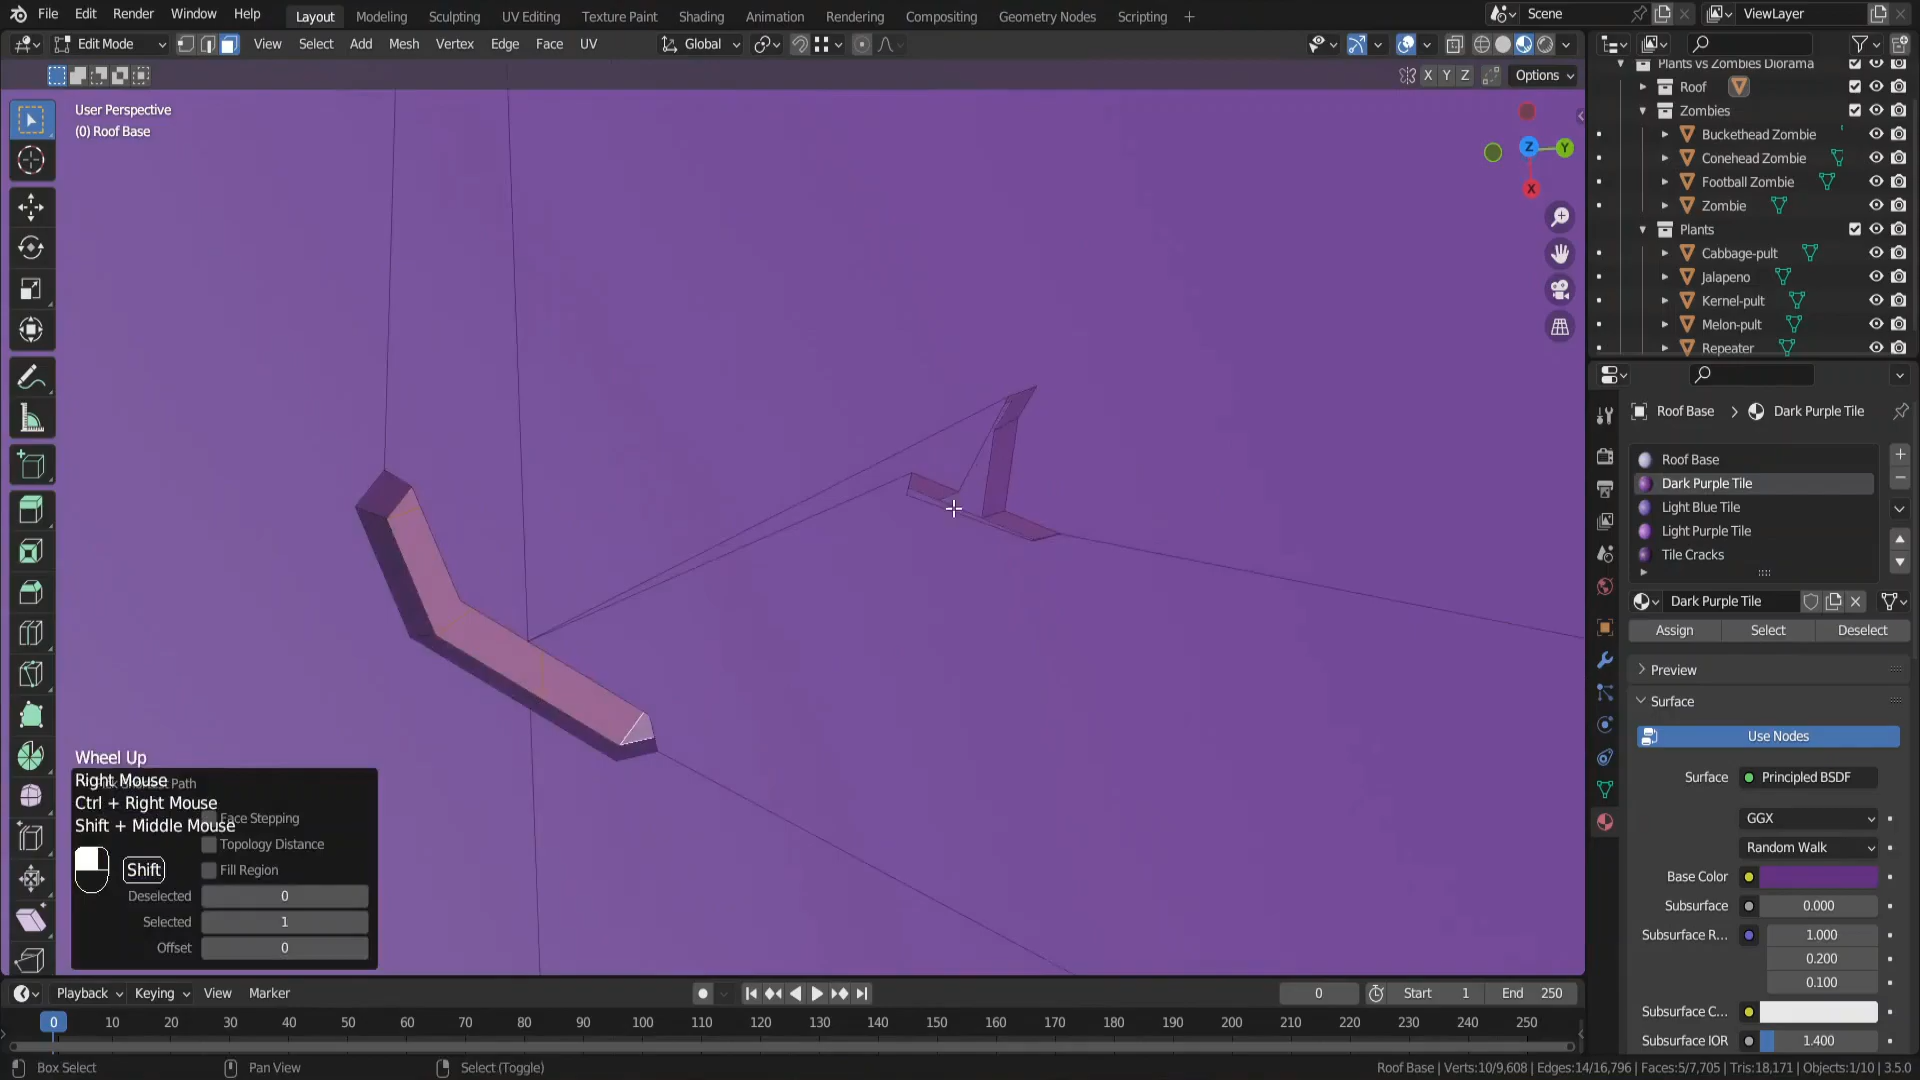 File Edit Render Window Help Layout Modeling Sculpting UV Editing Texture Paint Shading Animation Rendering Compositing Geometry Nodes Scripting + Scene ViewLayer
Edit Mode View Select Add Mesh Vertex Edge Face UV Global
X Y Z Options
User Perspective
(0) Roof Base
Z Y
X
Plants vs Zombies Diorama
Roof
Zombies
Buckethead Zombie
Conehead Zombie
Football Zombie
Zombie
Plants
Cabbage-pult
Jalapeno
Kernel-pult
Melon-pult
Repeater
Roof Base > Dark Purple Tile
Roof Base
Dark Purple Tile
Light Blue Tile
Light Purple Tile
Tile Cracks
Dark Purple Tile
Assign Select Deselect
Preview
Surface
Use Nodes
Surface Principled BSDF
GGX
Random Walk
Base Color
Subsurface 0.000
Subsurface R... 1.000
0.200
0.100
Subsurface C...
Subsurface IOR 1.400
Wheel Up
Right Mouse
Ctrl + Right Mouse
Shift + Middle Mouse
Shift
Path
Face Stepping
Topology Distance
Fill Region
Deselected 0
Selected 1
Offset 0
Playback Keying View Marker 0 Start 1 End 250
0 10 20 30 40 50 60 70 80 90 100 110 120 130 140 150 160 170 180 190 200 210 220 230 240 250
Box Select Pan View Select (Toggle) Roof Base | Verts:10/9,608 | Edges:14/16,796 | Faces:5/7,705 | Tris:18,171 | Objects:1/10 | 3.5.0